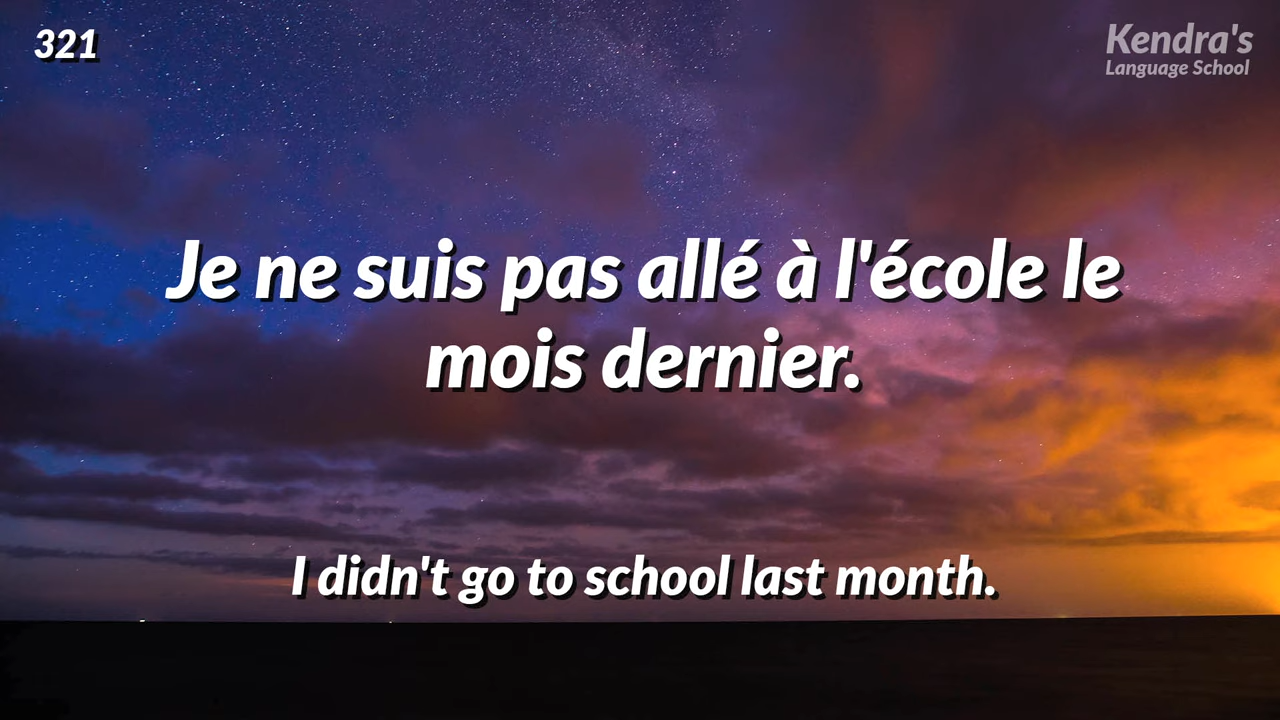 321
Kendra's
Language School
Je ne suis pas allé à l'école le
mois dernier.
I didn't go to school last month.